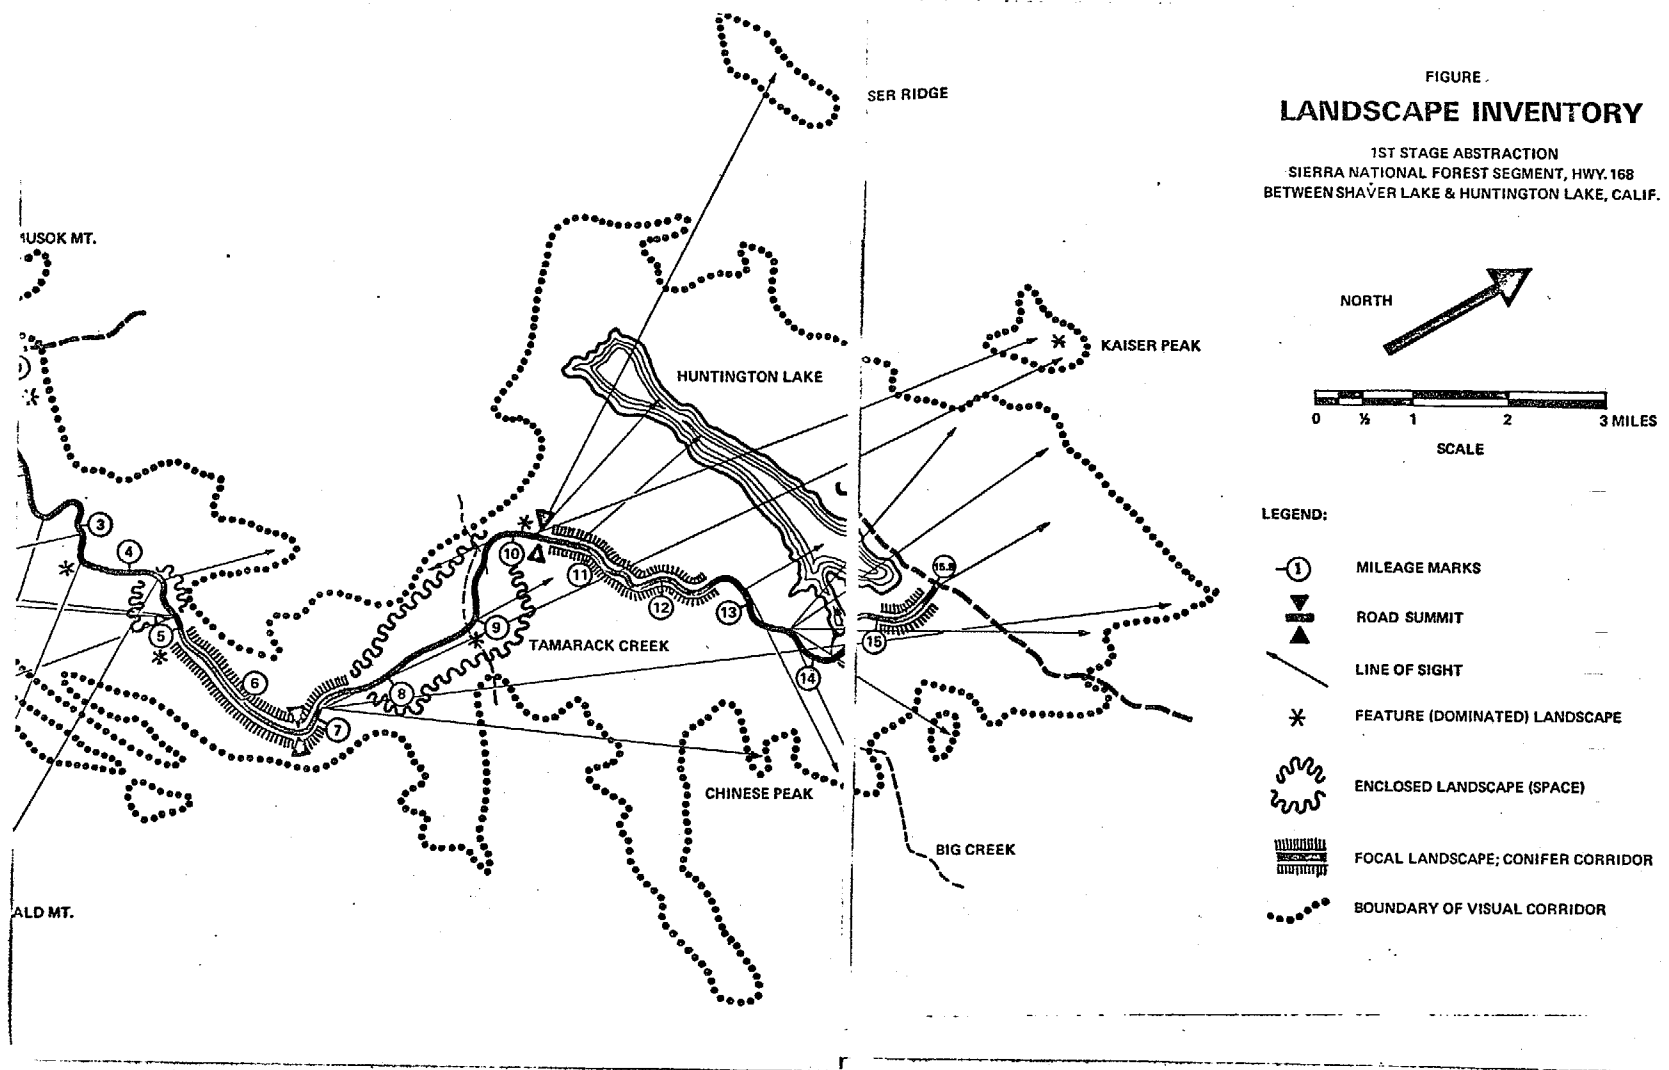 FIGURE
LANDSCAPE INVENTORY
1ST STAGE ABSTRACTION
SIERRA NATIONAL FOREST SEGMENT, HWY. 168
BETWEEN SHAVER LAKE & HUNTINGTON LAKE, CALIF.
NORTH
0 ½ 1 2 3 MILES
SCALE
LEGEND:
1 MILEAGE MARKS
ROAD SUMMIT
LINE OF SIGHT
FEATURE (DOMINATED) LANDSCAPE
ENCLOSED LANDSCAPE (SPACE)
FOCAL LANDSCAPE; CONIFER CORRIDOR
BOUNDARY OF VISUAL CORRIDOR
SER RIDGE
USOK MT.
KAISER PEAK
HUNTINGTON LAKE
3
4
5
6
7
8
9
10
11
12
13
14
15
15.8
TAMARACK CREEK
CHINESE PEAK
BIG CREEK
ALD MT.
r